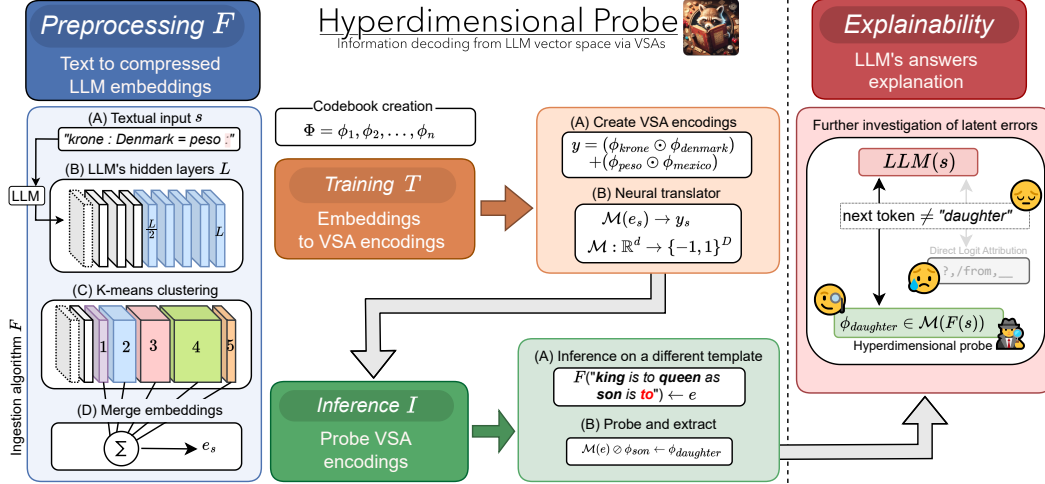 Hyperdimensional Probe
Information decoding from LLM vector space via VSAs
Preprocessing F
Text to compressed
LLM embeddings
Ingestion algorithm F
(A) Textual input s
"krone : Denmark = peso :"
LLM
(B) LLM's hidden layers L
L/2
L
(C) K-means clustering
1
2
3
4
5
(D) Merge embeddings
∑
e_s
Codebook creation
Φ = ϕ_1, ϕ_2, . . . , ϕ_n
Training T
Embeddings
to VSA encodings
(A) Create VSA encodings
y = (ϕ_krone ⊙ ϕ_denmark)
+(ϕ_peso ⊙ ϕ_mexico)
(B) Neural translator
M(e_s) → y_s
M : ℝ^d → {−1, 1}^D
Inference I
Probe VSA
encodings
(A) Inference on a different template
F("king is to queen as
son is to") ← e
(B) Probe and extract
M(e) ⊘ ϕ_son ← ϕ_daughter
Explainability
LLM's answers
explanation
Further investigation of latent errors
LLM(s)
next token ≠ "daughter"
Direct Logit Attribution
?,/from,__
ϕ_daughter ∈ M(F(s))
Hyperdimensional probe